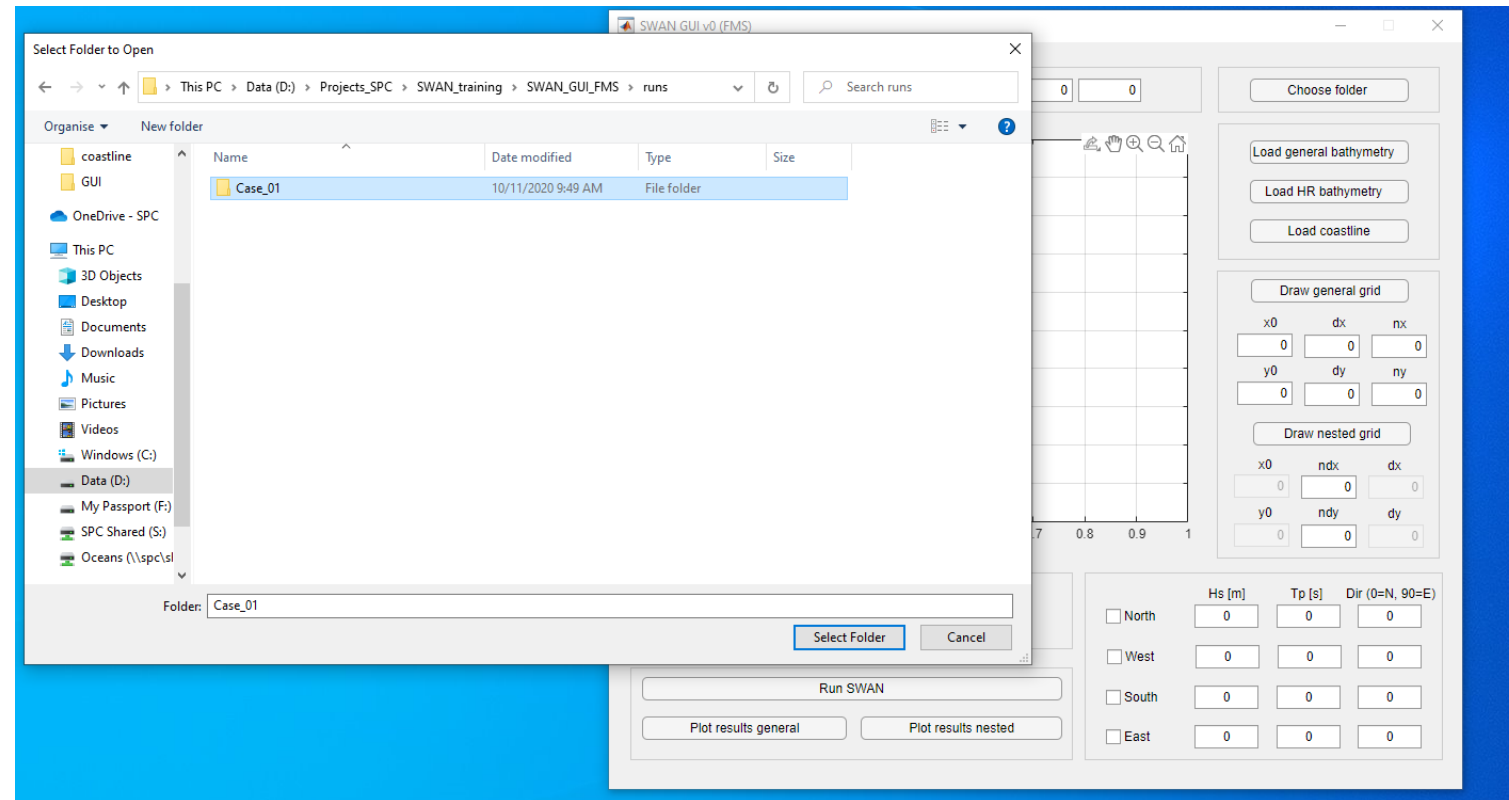 SWAN GUI v0 (FMS)
Select Folder to Open
This PC > Data (D:) > Projects_SPC > SWAN_training > SWAN_GUI_FMS > runs
Search runs
0 0
Choose folder
Organise New folder
Name Date modified Type Size
coastline
GUI
OneDrive - SPC
This PC
3D Objects
Desktop
Documents
Downloads
Music
Pictures
Videos
Windows (C:)
Data (D:)
My Passport (F:)
SPC Shared (S:)
Oceans (\\spc\sl
Case_01 10/11/2020 9:49 AM File folder
Folder: Case_01
Select Folder Cancel
Load general bathymetry
Load HR bathymetry
Load coastline
Draw general grid
x0 dx nx
0 0 0
y0 dy ny
0 0 0
Draw nested grid
x0 ndx dx
0 0 0
y0 ndy dy
0 0 0
.7 0.8 0.9 1
Run SWAN
Plot results general Plot results nested
Hs [m] Tp [s] Dir (0=N, 90=E)
North 0 0 0
West 0 0 0
South 0 0 0
East 0 0 0